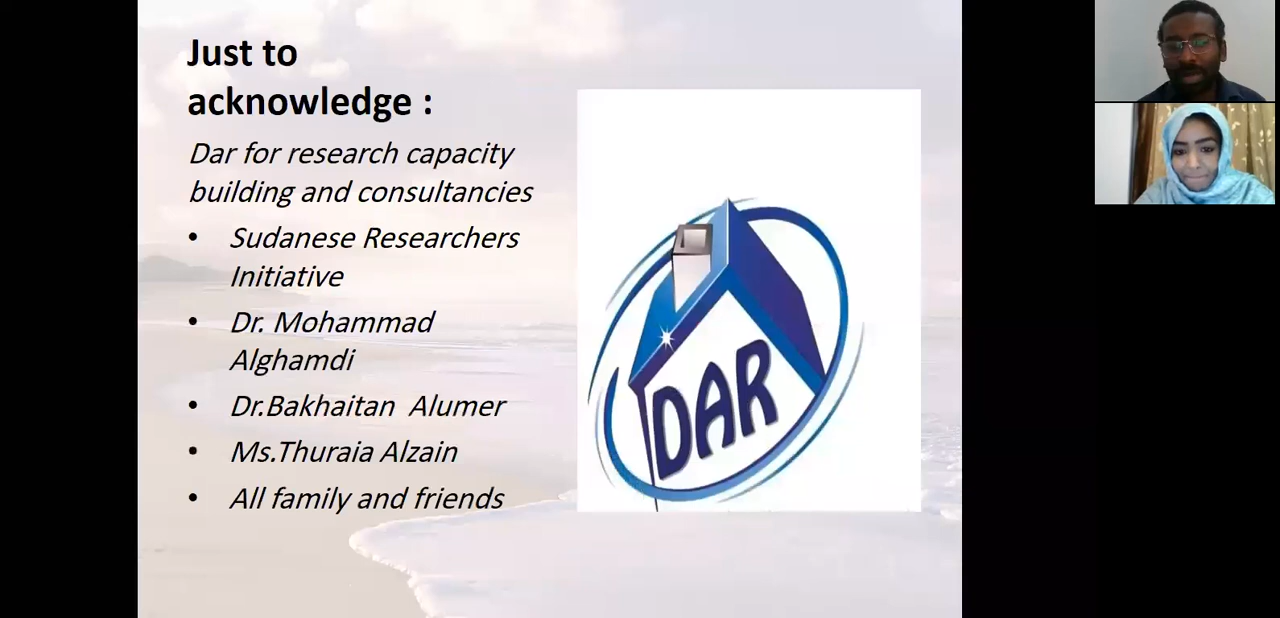 Just to
acknowledge :
Dar for research capacity
building and consultancies
• Sudanese Researchers
Initiative
• Dr. Mohammad
Alghamdi
• Dr.Bakhaitan Alumer
• Ms.Thuraia Alzain
• All family and friends
DAR